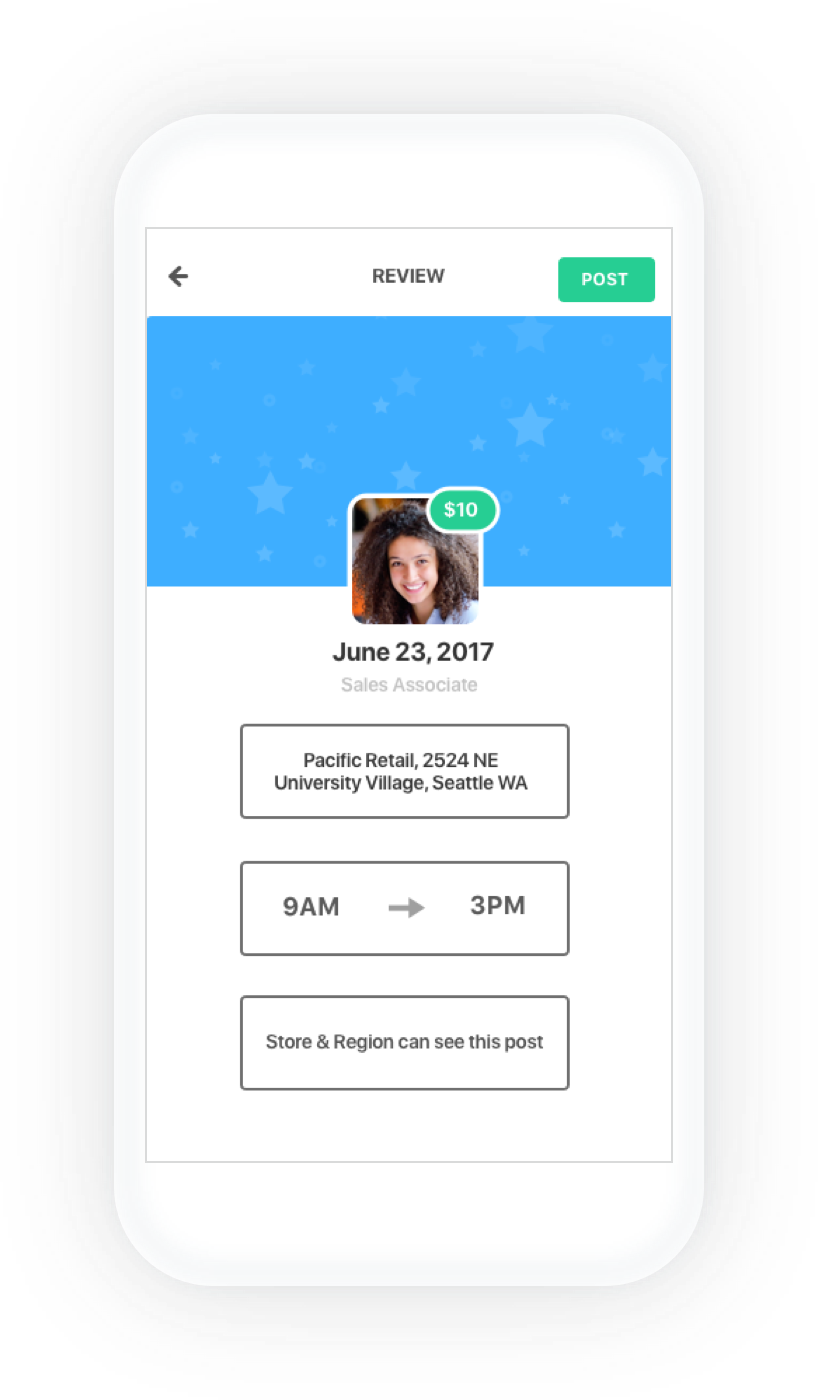 REVIEW
POST
$10
June 23, 2017
Sales Associate
Pacific Retail, 2524 NE
University Village, Seattle WA
9AM
3PM
Store & Region can see this post